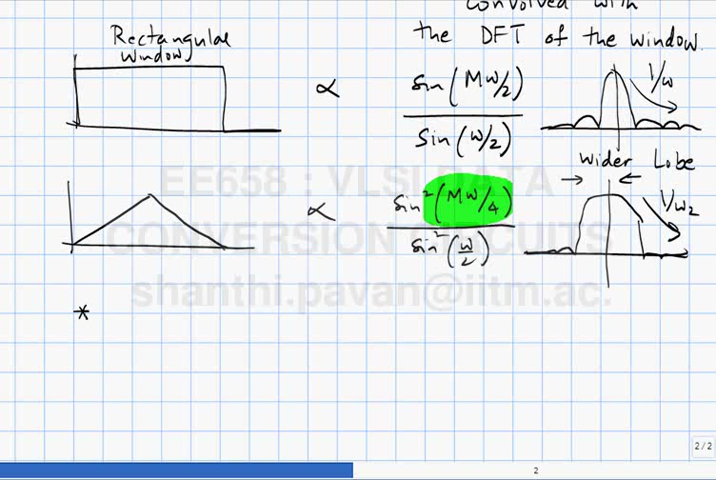 convolved with
the DFT of the window.
Rectangular
Window
∝
sin(Mω/2)
sin(ω/2)
1/ω
Wider Lobe
→ ←
∝
sin²(Mω/4)
sin²(ω/2)
1/ω2
EE658 : VLSI DATA
CONVERSION CIRCUITS
shanthi.pavan@iitm.ac.
*
2/2
2